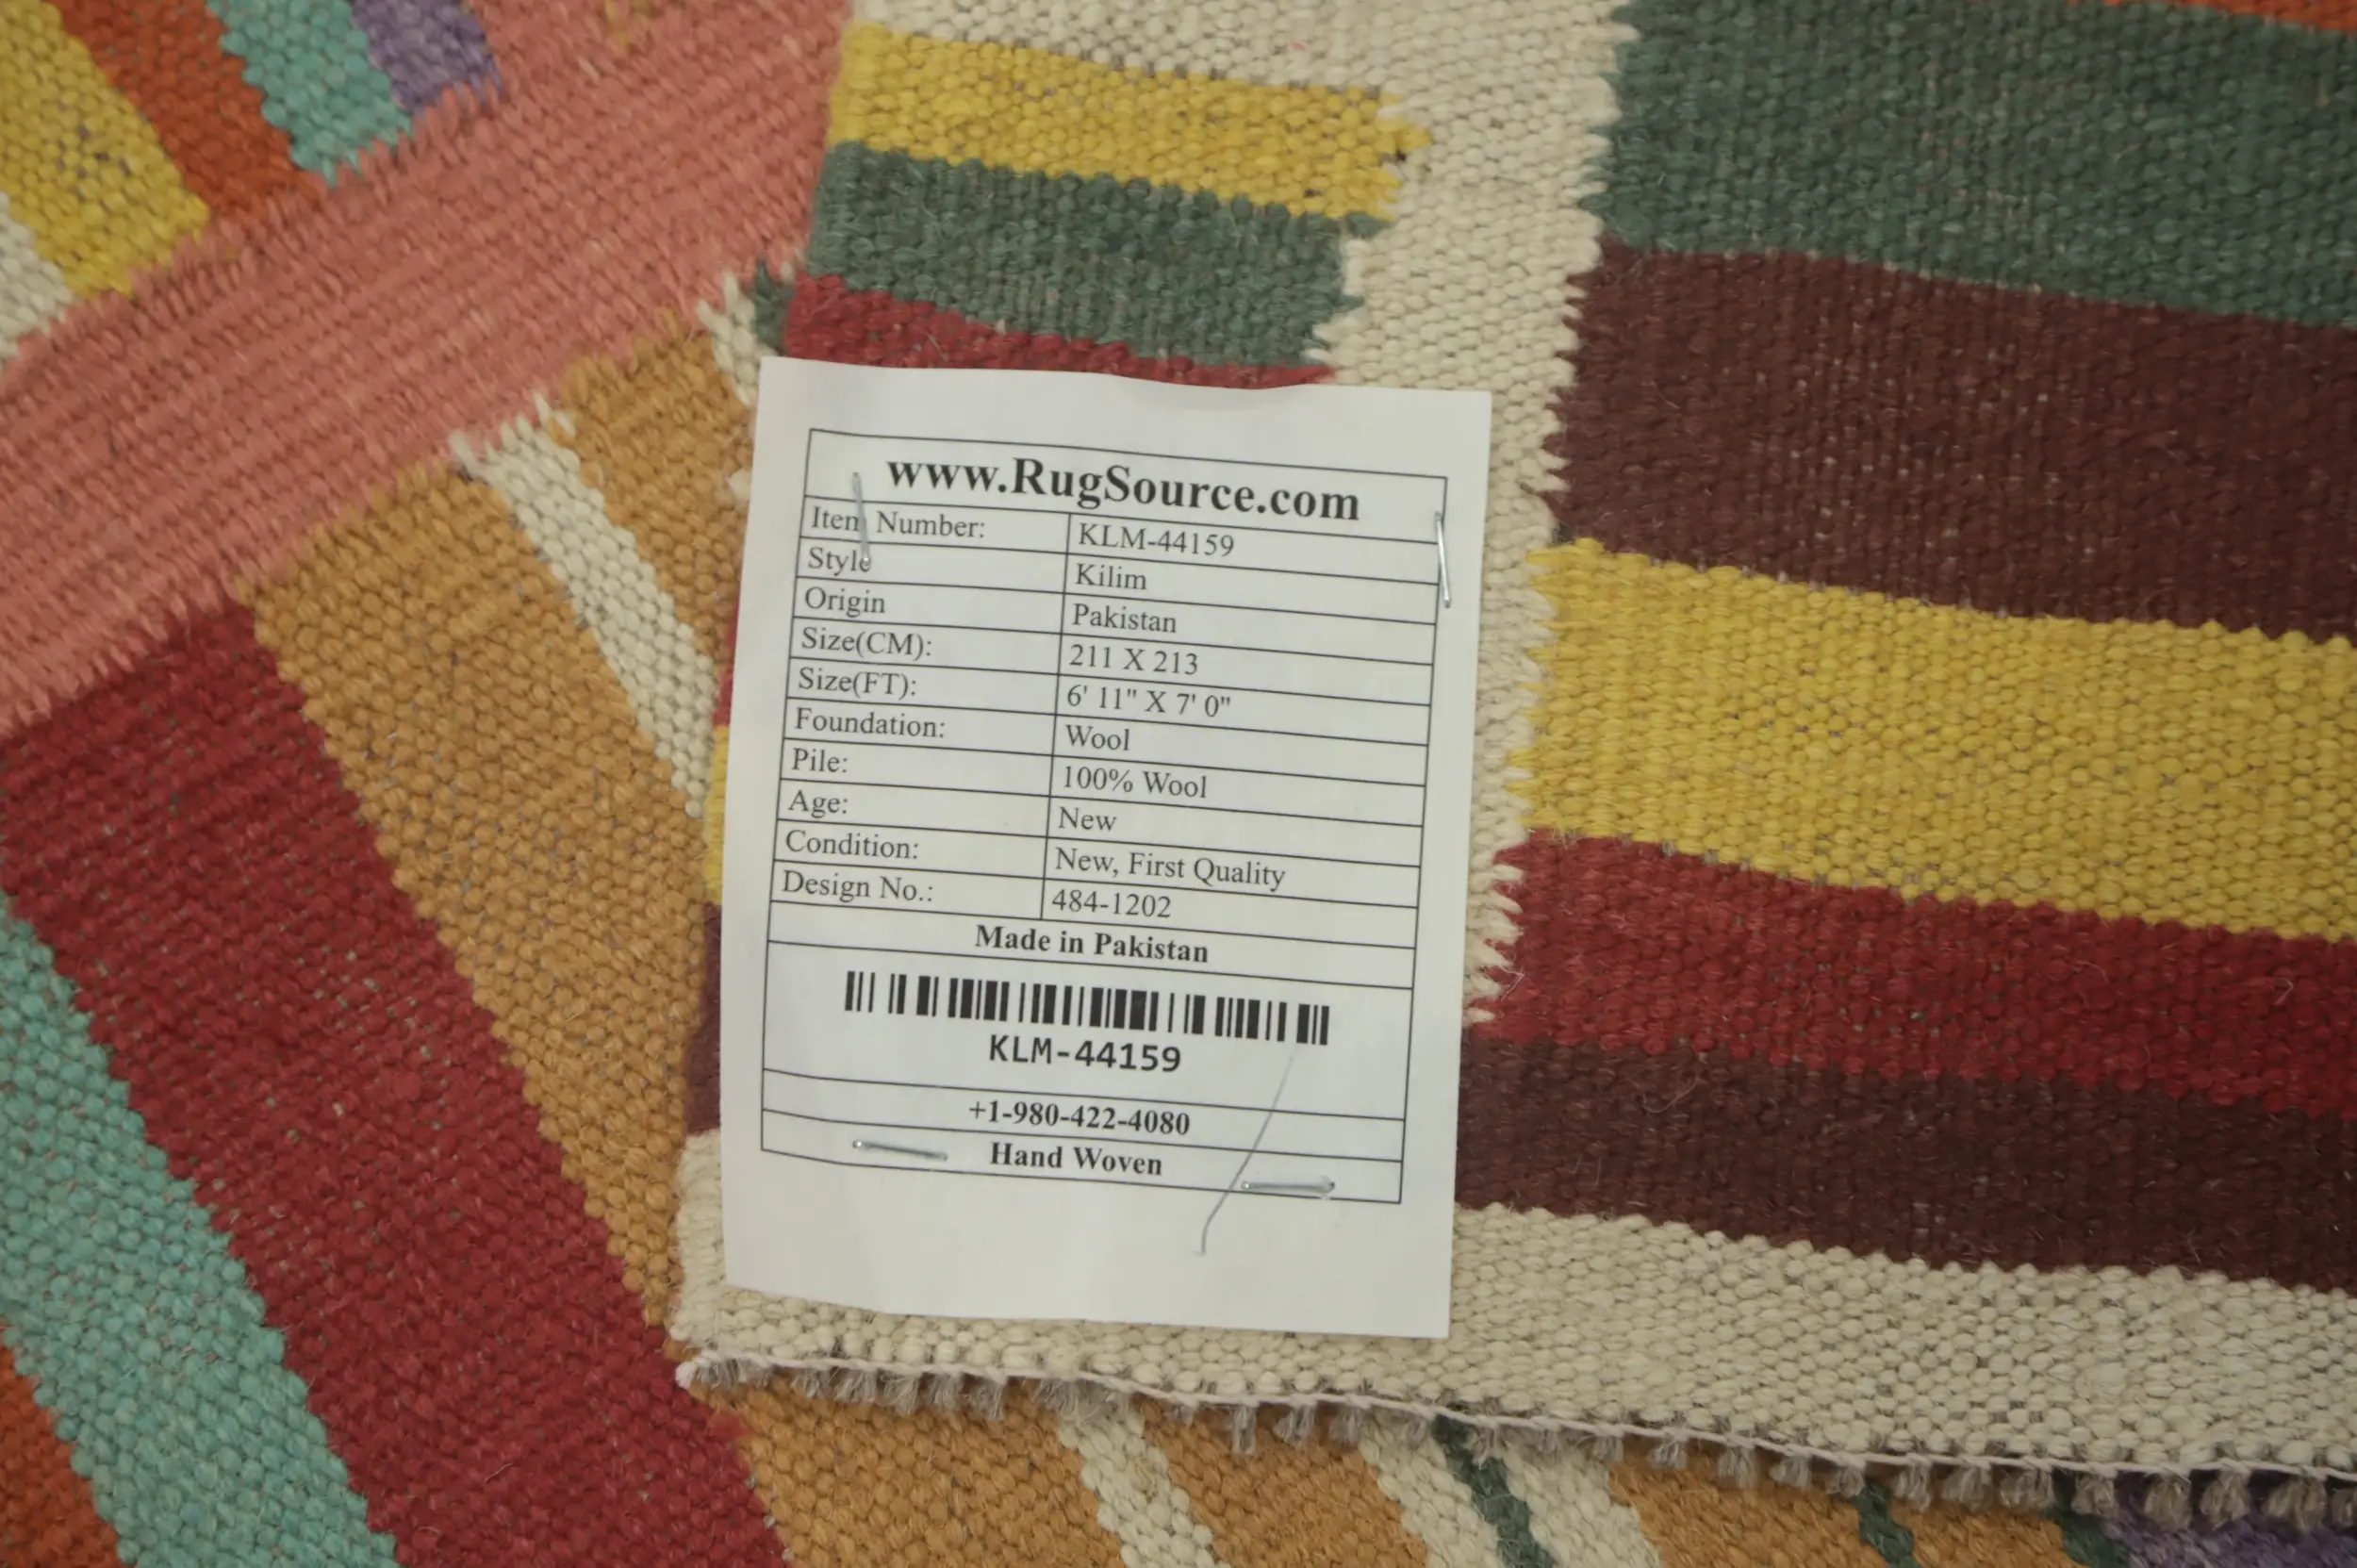 www.RugSource.com
Item Number: KLM-44159
Style Kilim
Origin Pakistan
Size(CM): 211 X 213
Size(FT): 6' 11" X 7' 0"
Foundation: Wool
Pile: 100% Wool
Age: New
Condition: New, First Quality
Design No.: 484-1202
Made in Pakistan
KLM-44159
+1-980-422-4080
Hand Woven